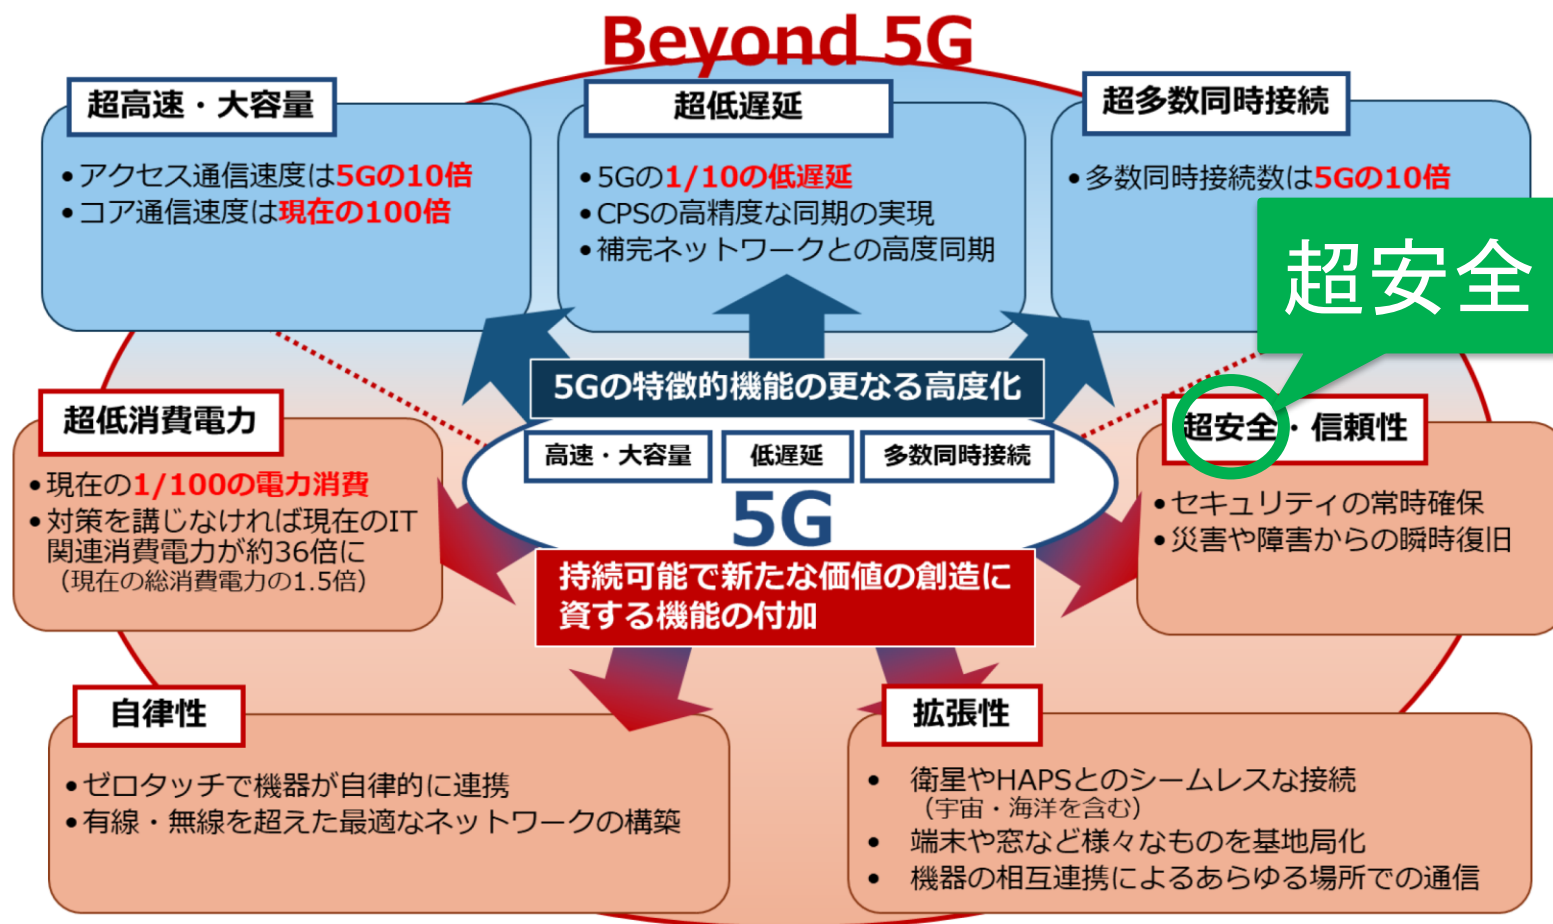 Beyond 5G
超高速・大容量
•アクセス通信速度は5Gの10倍
•コア通信速度は現在の100倍
超低遅延
•5Gの1/10の低遅延
•CPSの高精度な同期の実現
•補完ネットワークとの高度同期
超多数同時接続
•多数同時接続数は5Gの10倍
超安全
5Gの特徴的機能の更なる高度化
高速・大容量
低遅延
多数同時接続
5G
持続可能で新たな価値の創造に
資する機能の付加
超低消費電力
•現在の1/100の電力消費
•対策を講じなければ現在のIT
関連消費電力が約36倍に
（現在の総消費電力の1.5倍）
超安全・信頼性
•セキュリティの常時確保
•災害や障害からの瞬時復旧
自律性
•ゼロタッチで機器が自律的に連携
•有線・無線を超えた最適なネットワークの構築
拡張性
• 衛星やHAPSとのシームレスな接続
（宇宙・海洋を含む）
• 端末や窓など様々なものを基地局化
• 機器の相互連携によるあらゆる場所での通信